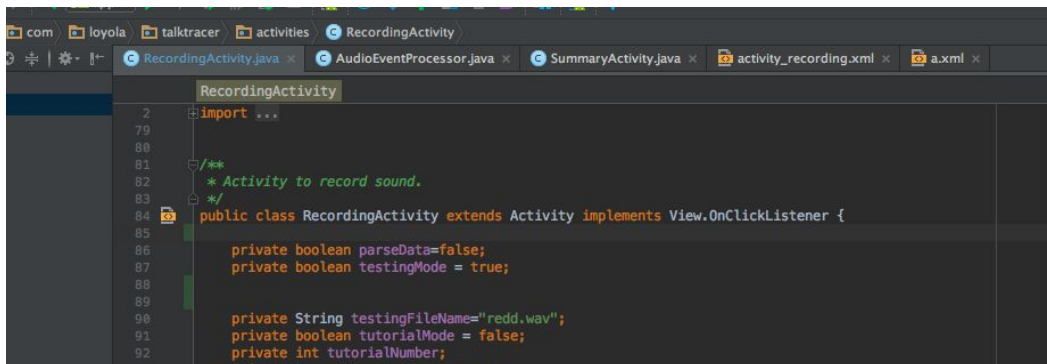 com loyola talktracer activities RecordingActivity
RecordingActivity.java × AudioEventProcessor.java × SummaryActivity.java × activity_recording.xml × a.xml ×
RecordingActivity
2 import ...
79
80
81 /**
82 * Activity to record sound.
83 */
84 public class RecordingActivity extends Activity implements View.OnClickListener {
85
86 private boolean parseData=false;
87 private boolean testingMode = true;
88
89
90 private String testingFileName="redd.wav";
91 private boolean tutorialMode = false;
92 private int tutorialNumber;